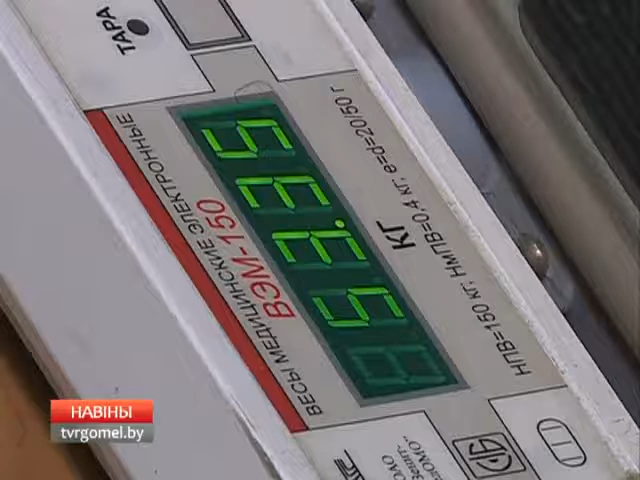 ТАРА
ВЕСЫ МЕДИЦИНСКИЕ ЭЛЕКТРОННЫЕ
ВЭМ-150
КГ
НПВ=150 кг, НмПВ=0,4 кг, e=d=20/50 г
ОАО
НАВІНЫ
tvrgomel.by